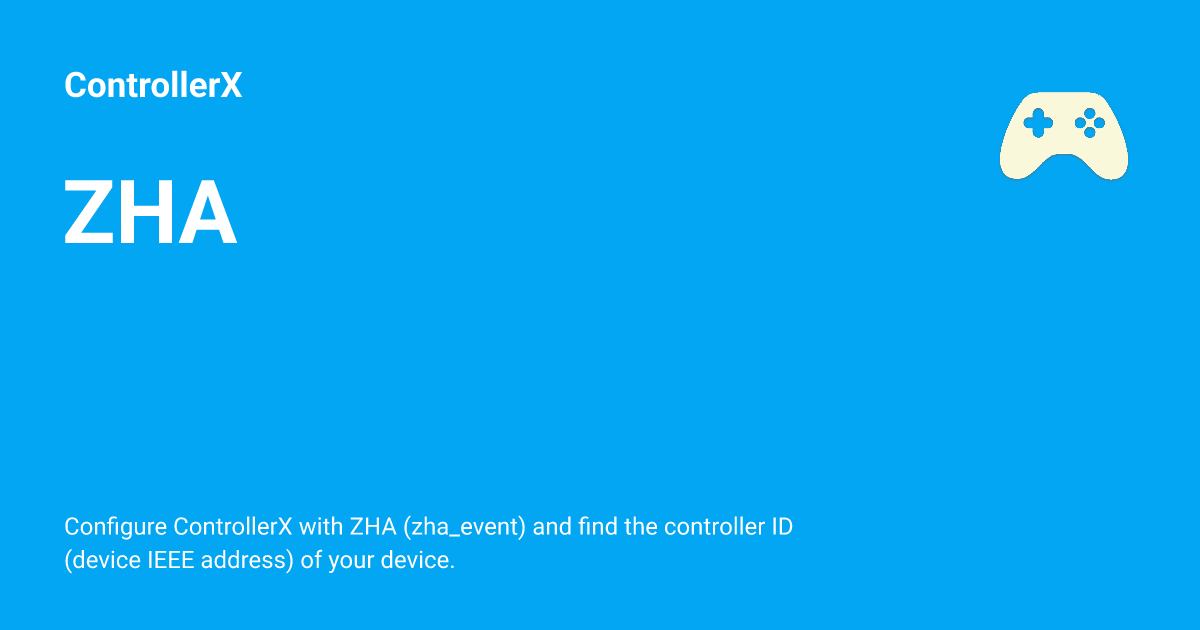 ControllerX
ZHA
Configure ControllerX with ZHA (zha_event) and find the controller ID
(device IEEE address) of your device.